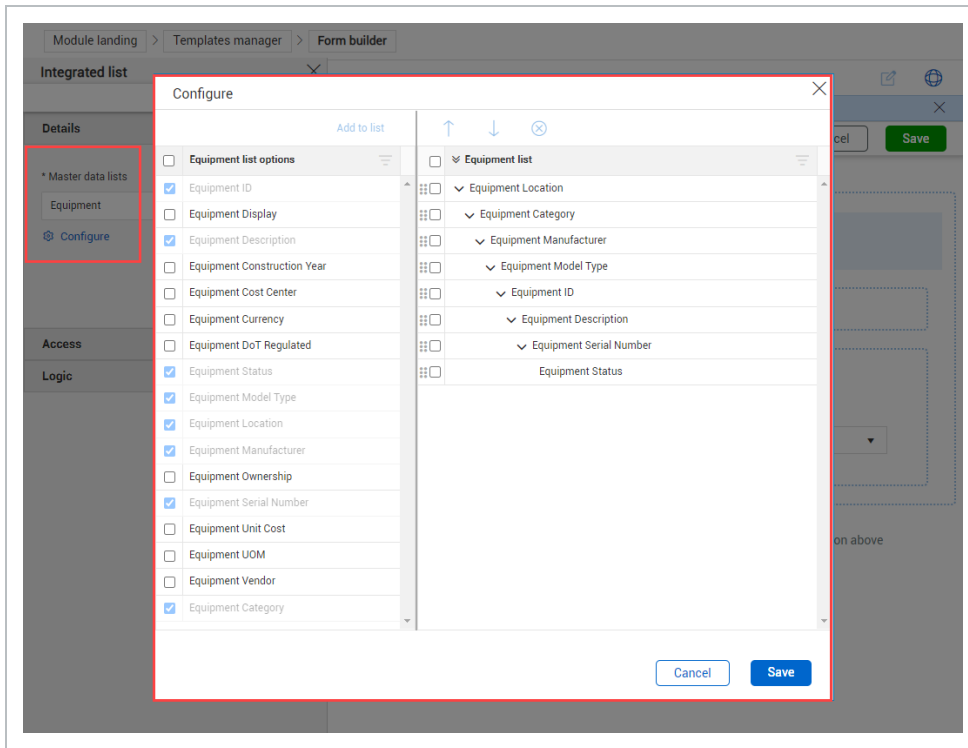 Module landing > Templates manager > Form builder
Integrated list
Configure
Details
Add to list
cel
Save
Equipment list options
Equipment list
* Master data lists
Equipment
Configure
Equipment ID
Equipment Display
Equipment Description
Equipment Construction Year
Equipment Cost Center
Equipment Currency
Equipment DoT Regulated
Equipment Status
Equipment Model Type
Equipment Location
Equipment Manufacturer
Equipment Ownership
Equipment Serial Number
Equipment Unit Cost
Equipment UOM
Equipment Vendor
Equipment Category
Equipment Location
Equipment Category
Equipment Manufacturer
Equipment Model Type
Equipment ID
Equipment Description
Equipment Serial Number
Equipment Status
Access
Logic
on above
Cancel
Save